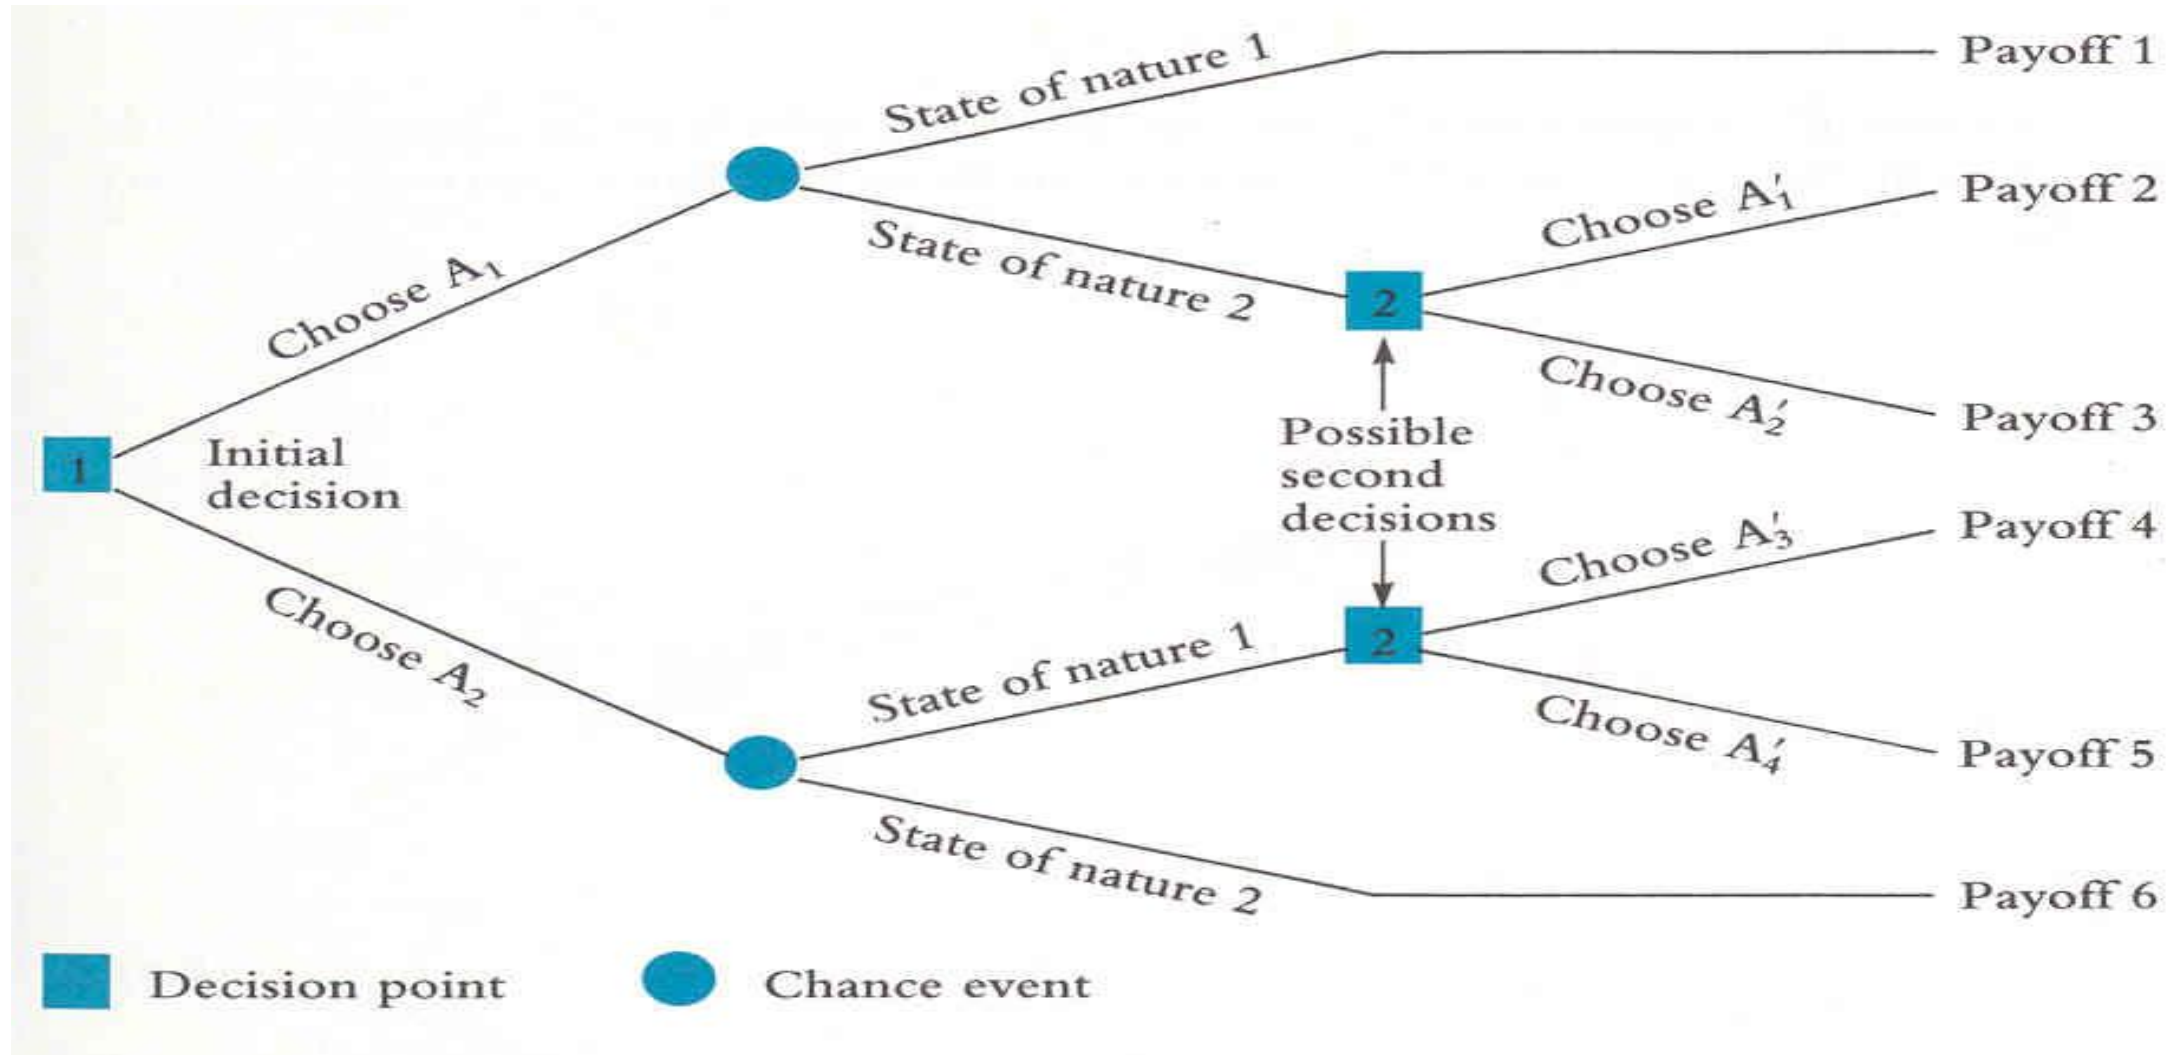 State of nature 1
Payoff 1
Choose A′₁
Payoff 2
State of nature 2
Choose A₁
2
Choose A′₂
Payoff 3
1
Initial
decision
Possible
second
decisions
Choose A′₃
Payoff 4
Choose A₂
State of nature 1
2
Choose A′₄
Payoff 5
State of nature 2
Payoff 6
Decision point
Chance event